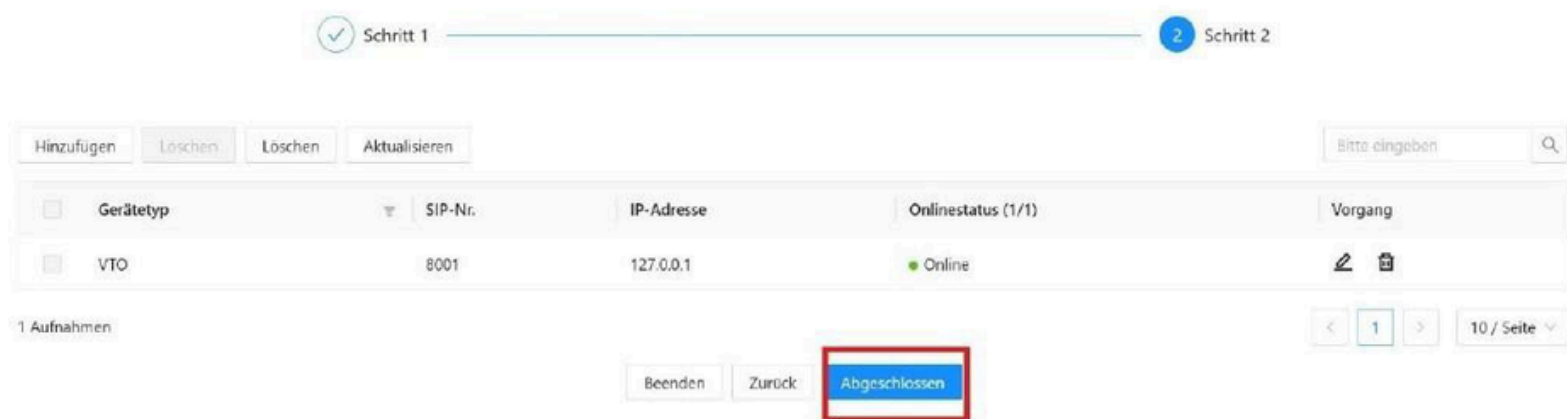 Schritt 1 2 Schritt 2
Hinzufügen Löschen Löschen Aktualisieren Bitte eingeben
Gerätetyp SIP-Nr. IP-Adresse Onlinestatus (1/1) Vorgang
VTO 8001 127.0.0.1 Online
1 Aufnahmen < 1 > 10 / Seite
Beenden Zurück Abgeschlossen